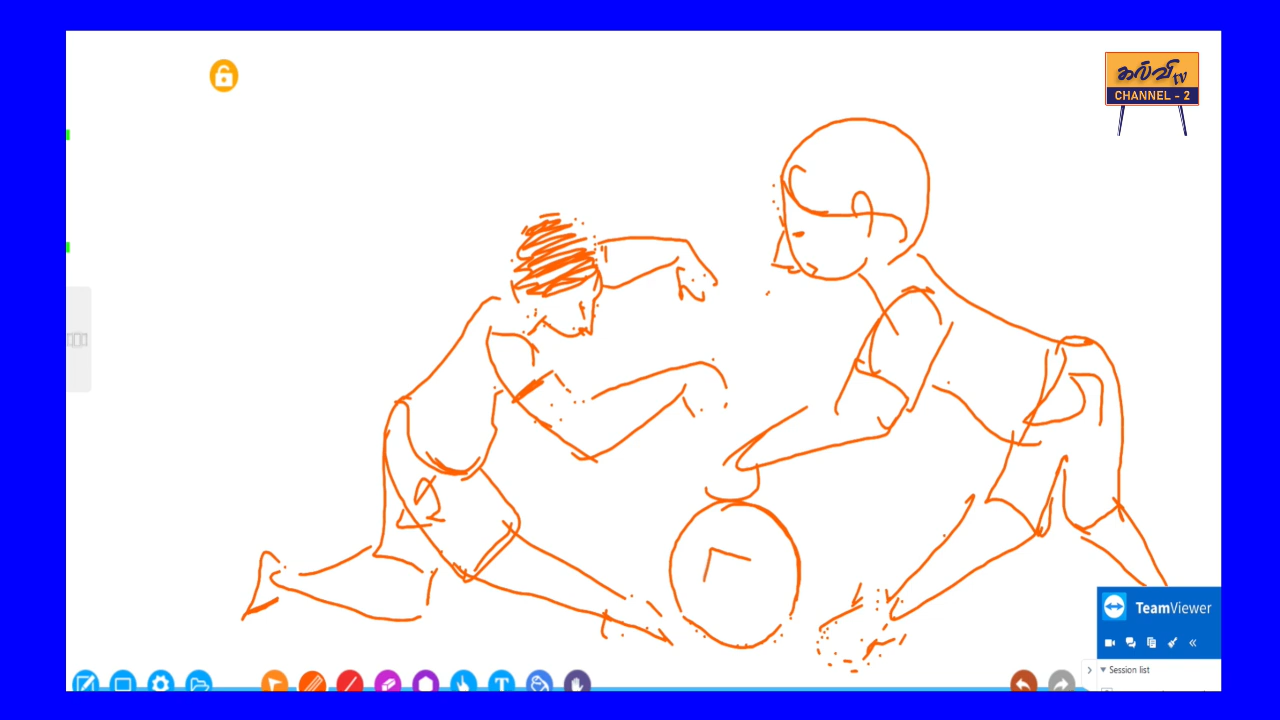 கல்வி tv
CHANNEL - 2
TeamViewer
Session list